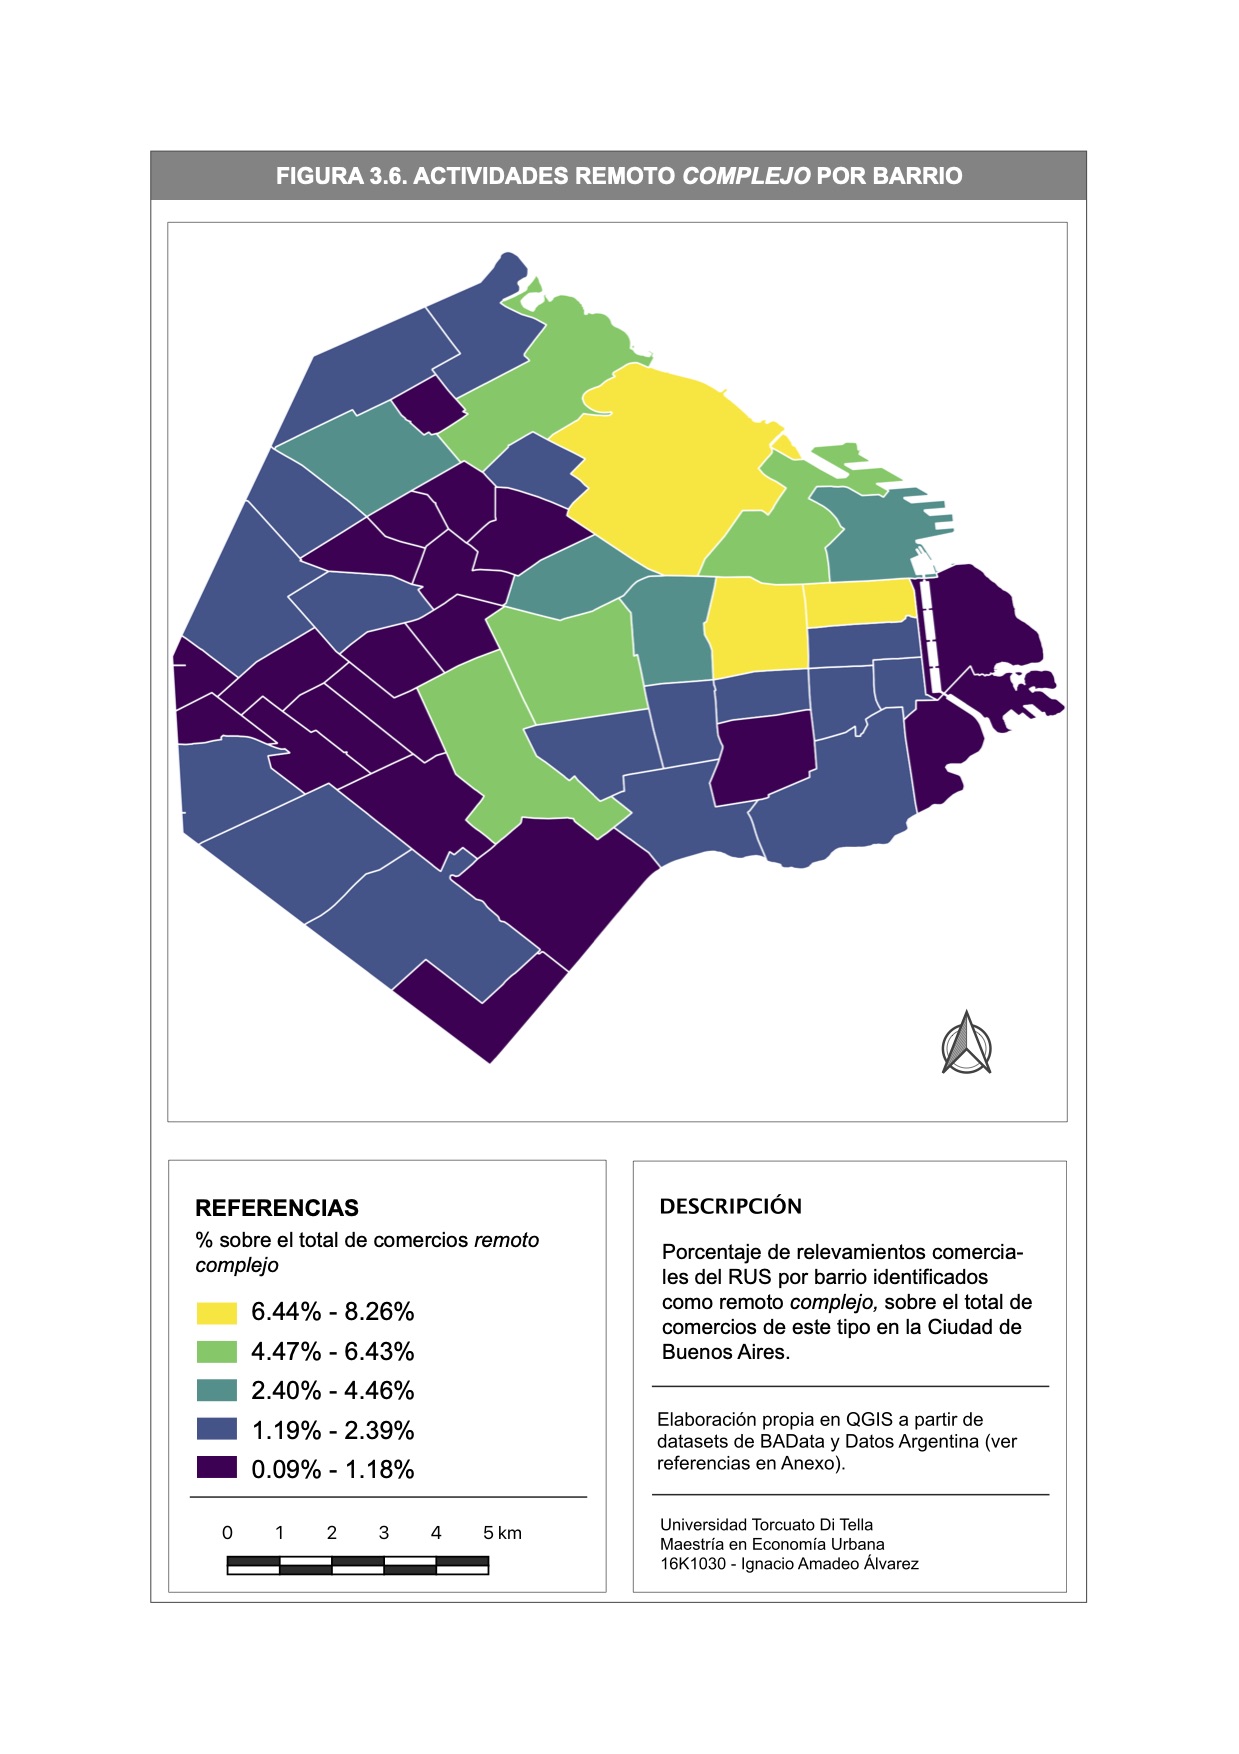 FIGURA 3.6. ACTIVIDADES REMOTO COMPLEJO POR BARRIO
REFERENCIAS
% sobre el total de comercios remoto
complejo
6.44% - 8.26%
4.47% - 6.43%
2.40% - 4.46%
1.19% - 2.39%
0.09% - 1.18%
0 1 2 3 4 5 km
DESCRIPCIÓN
Porcentaje de relevamientos comercia-
les del RUS por barrio identificados
como remoto complejo, sobre el total de
comercios de este tipo en la Ciudad de
Buenos Aires.
Elaboración propia en QGIS a partir de
datasets de BAData y Datos Argentina (ver
referencias en Anexo).
Universidad Torcuato Di Tella
Maestría en Economía Urbana
16K1030 - Ignacio Amadeo Álvarez